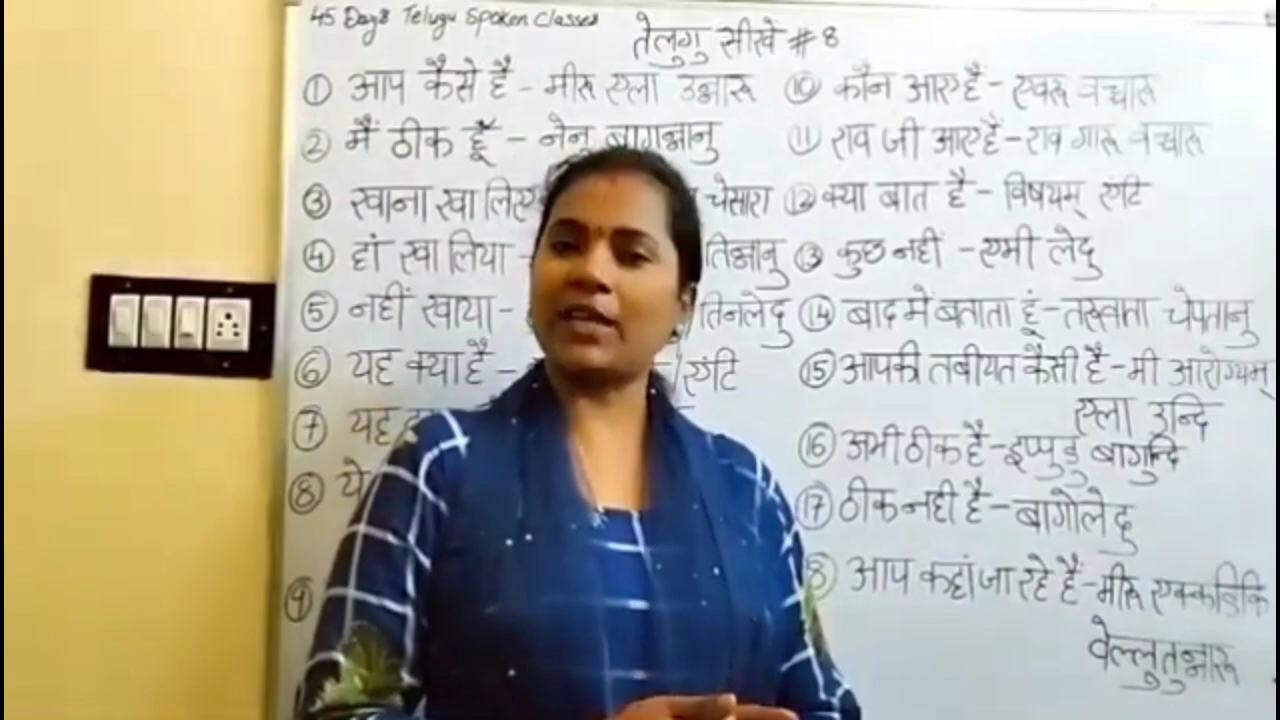 45 Days Telugu Spoken Classes
तेलुगु सीखे #8
① आप कैसे है - मीरू एला उन्नारू
② मैं ठीक हूँ - नेनू बागुन्नानु
③ खाना खा लिए चेसारा
④ हां खा लिया - तिन्नानु
⑤ नहीं खाया - तिनलेदु
⑥ यह क्या है - एंटि
⑦ यह
⑧ ये
⑨
⑩ कौन आए है - एवरू वच्चारू
⑪ राव जी आए हैं - राव गारू वच्चारू
⑫ क्या बात है - विषयम् एंटि
⑬ कुछ नहीं - एमी लेदु
⑭ बाद में बताता हूं - तरूवाता चेपतानु
⑮ आपकी तबीयत कैसी है - मी आरोग्यम्
एला उन्दि
⑯ अभी ठीक है - इप्पुडु बागुन्दि
⑰ ठीक नही है - बागोलेदु
8 आप कहां जा रहे है - मीरू एक्कडिकि
वेल्लुतुन्नारू